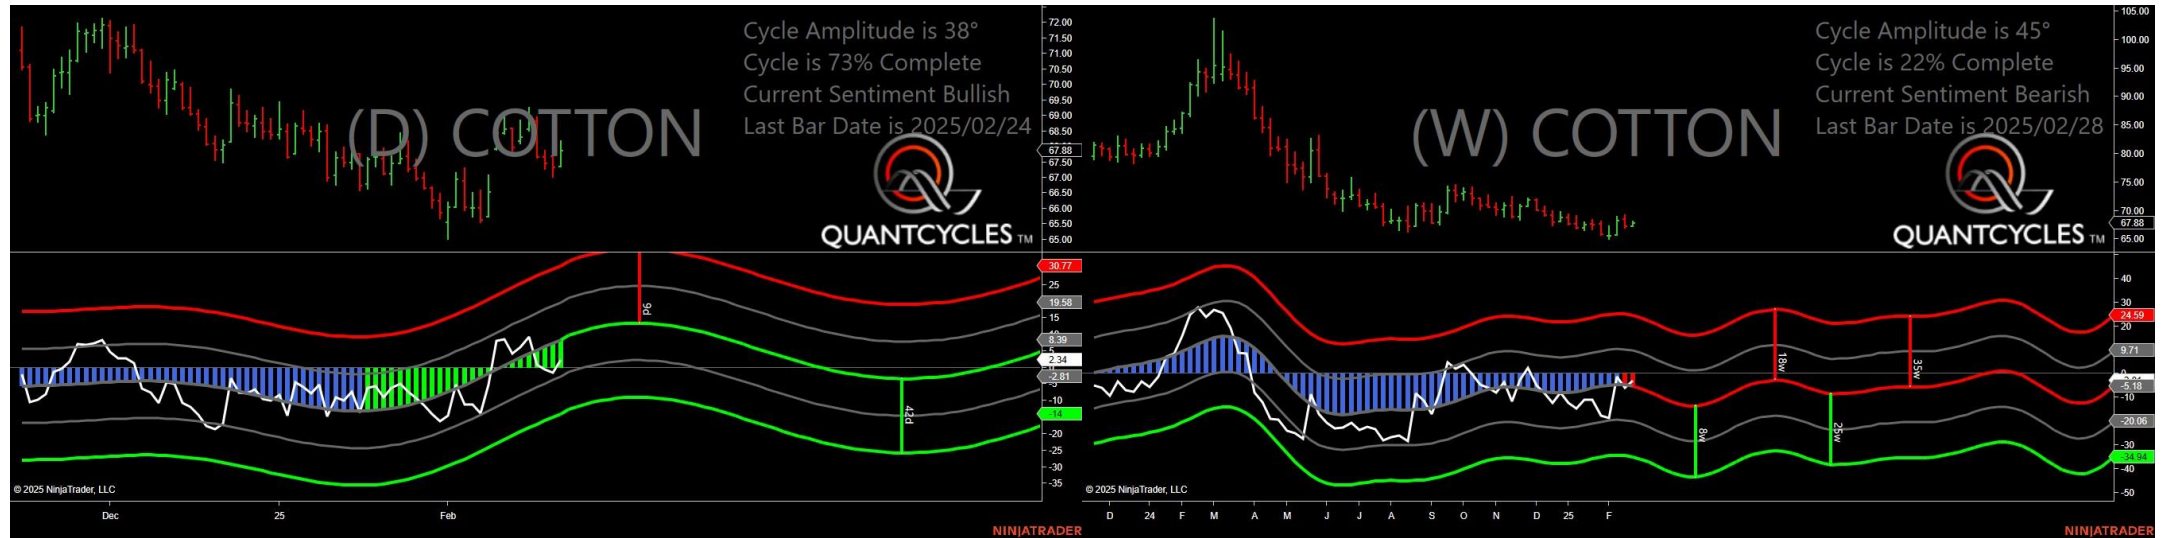 Cycle Amplitude is 38°
Cycle is 73% Complete
Current Sentiment Bullish
Last Bar Date is 2025/02/24
(D) COTTON
QUANTCYCLES TM
72.00
71.50
71.00
70.50
70.00
69.50
69.00
68.50
67.88
67.50
67.00
66.50
66.00
65.50
65.00
30.77
25
19.58
15
10
8.39
5
2.34
-2.81
-5
-10
-14
-20
-25
-30
-35
9d
42d
© 2025 NinjaTrader, LLC
Dec
25
Feb
NINJATRADER
Cycle Amplitude is 45°
Cycle is 22% Complete
Current Sentiment Bearish
Last Bar Date is 2025/02/28
(W) COTTON
QUANTCYCLES TM
105.00
100.00
95.00
90.00
85.00
80.00
75.00
70.00
67.88
65.00
40
30
24.59
20
9.71
0
-5.18
-10
-20.06
-30
-34.94
-40
-50
18w
35w
8w
25w
© 2025 NinjaTrader, LLC
D 24 F M A M J J A S O N D 25 F
NINJATRADER